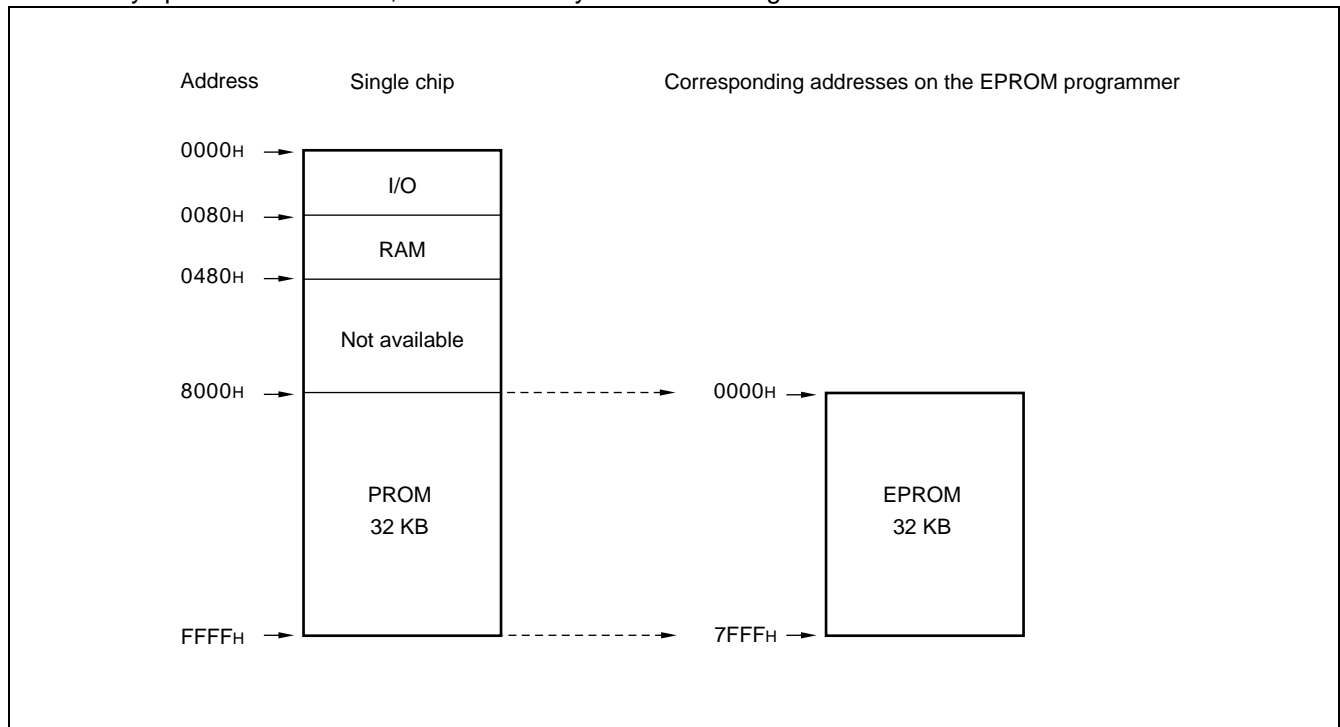 Address Single chip Corresponding addresses on the EPROM programmer
0000H
I/O
0080H
RAM
0480H
Not available
8000H 0000H
PROM EPROM
32 KB 32 KB
FFFFH 7FFFH